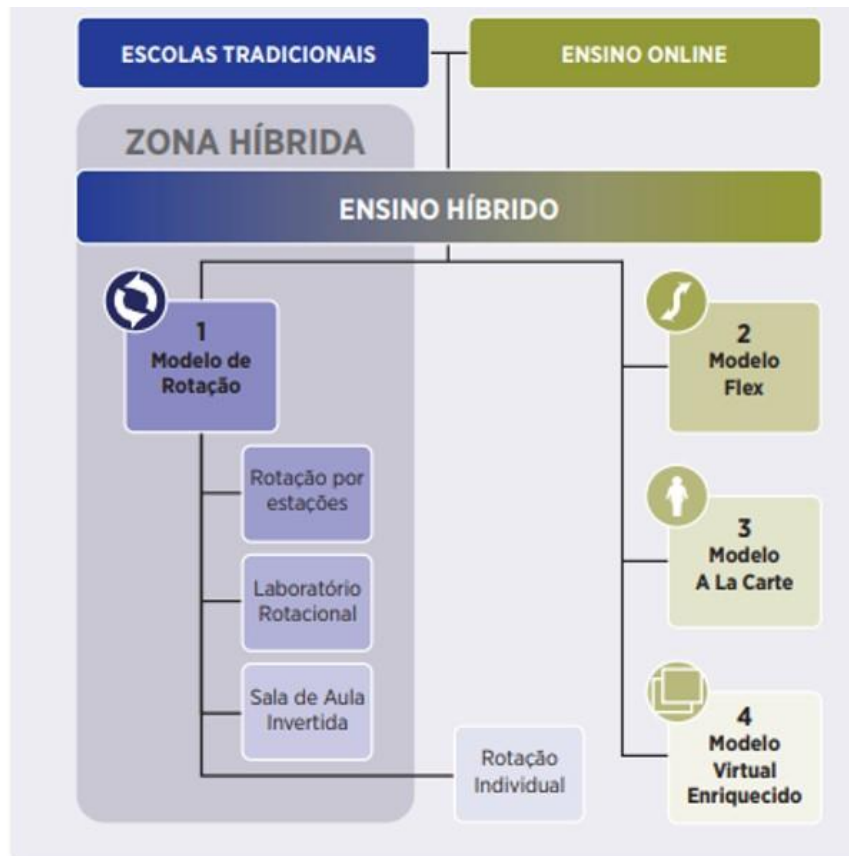 ESCOLAS TRADICIONAIS
ENSINO ONLINE
ZONA HÍBRIDA
ENSINO HÍBRIDO
1
Modelo de
Rotação
Rotação por
estações
Laboratório
Rotacional
Sala de Aula
Invertida
Rotação
Individual
2
Modelo
Flex
3
Modelo
A La Carte
4
Modelo
Virtual
Enriquecido